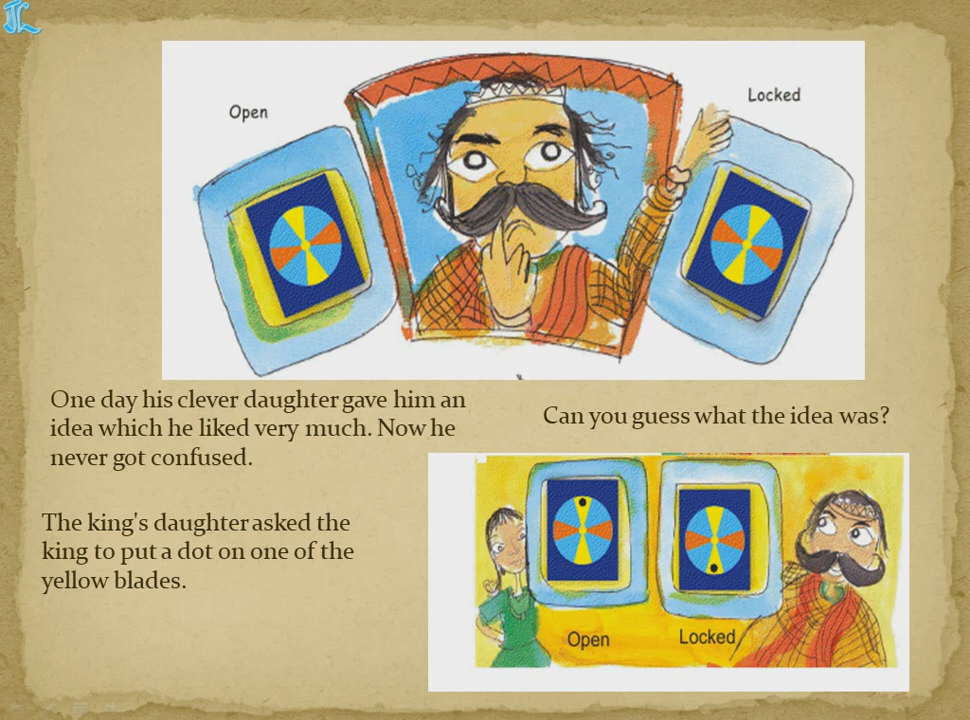 JL
Open
Locked
One day his clever daughter gave him an
idea which he liked very much. Now he
never got confused.
Can you guess what the idea was?
The king's daughter asked the
king to put a dot on one of the
yellow blades.
Open
Locked